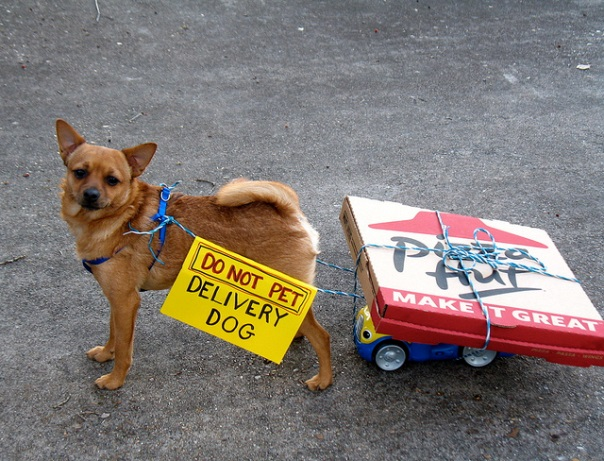 DO NOT PET
DELIVERY
DOG
pizza
Hut
MAKE IT GREAT